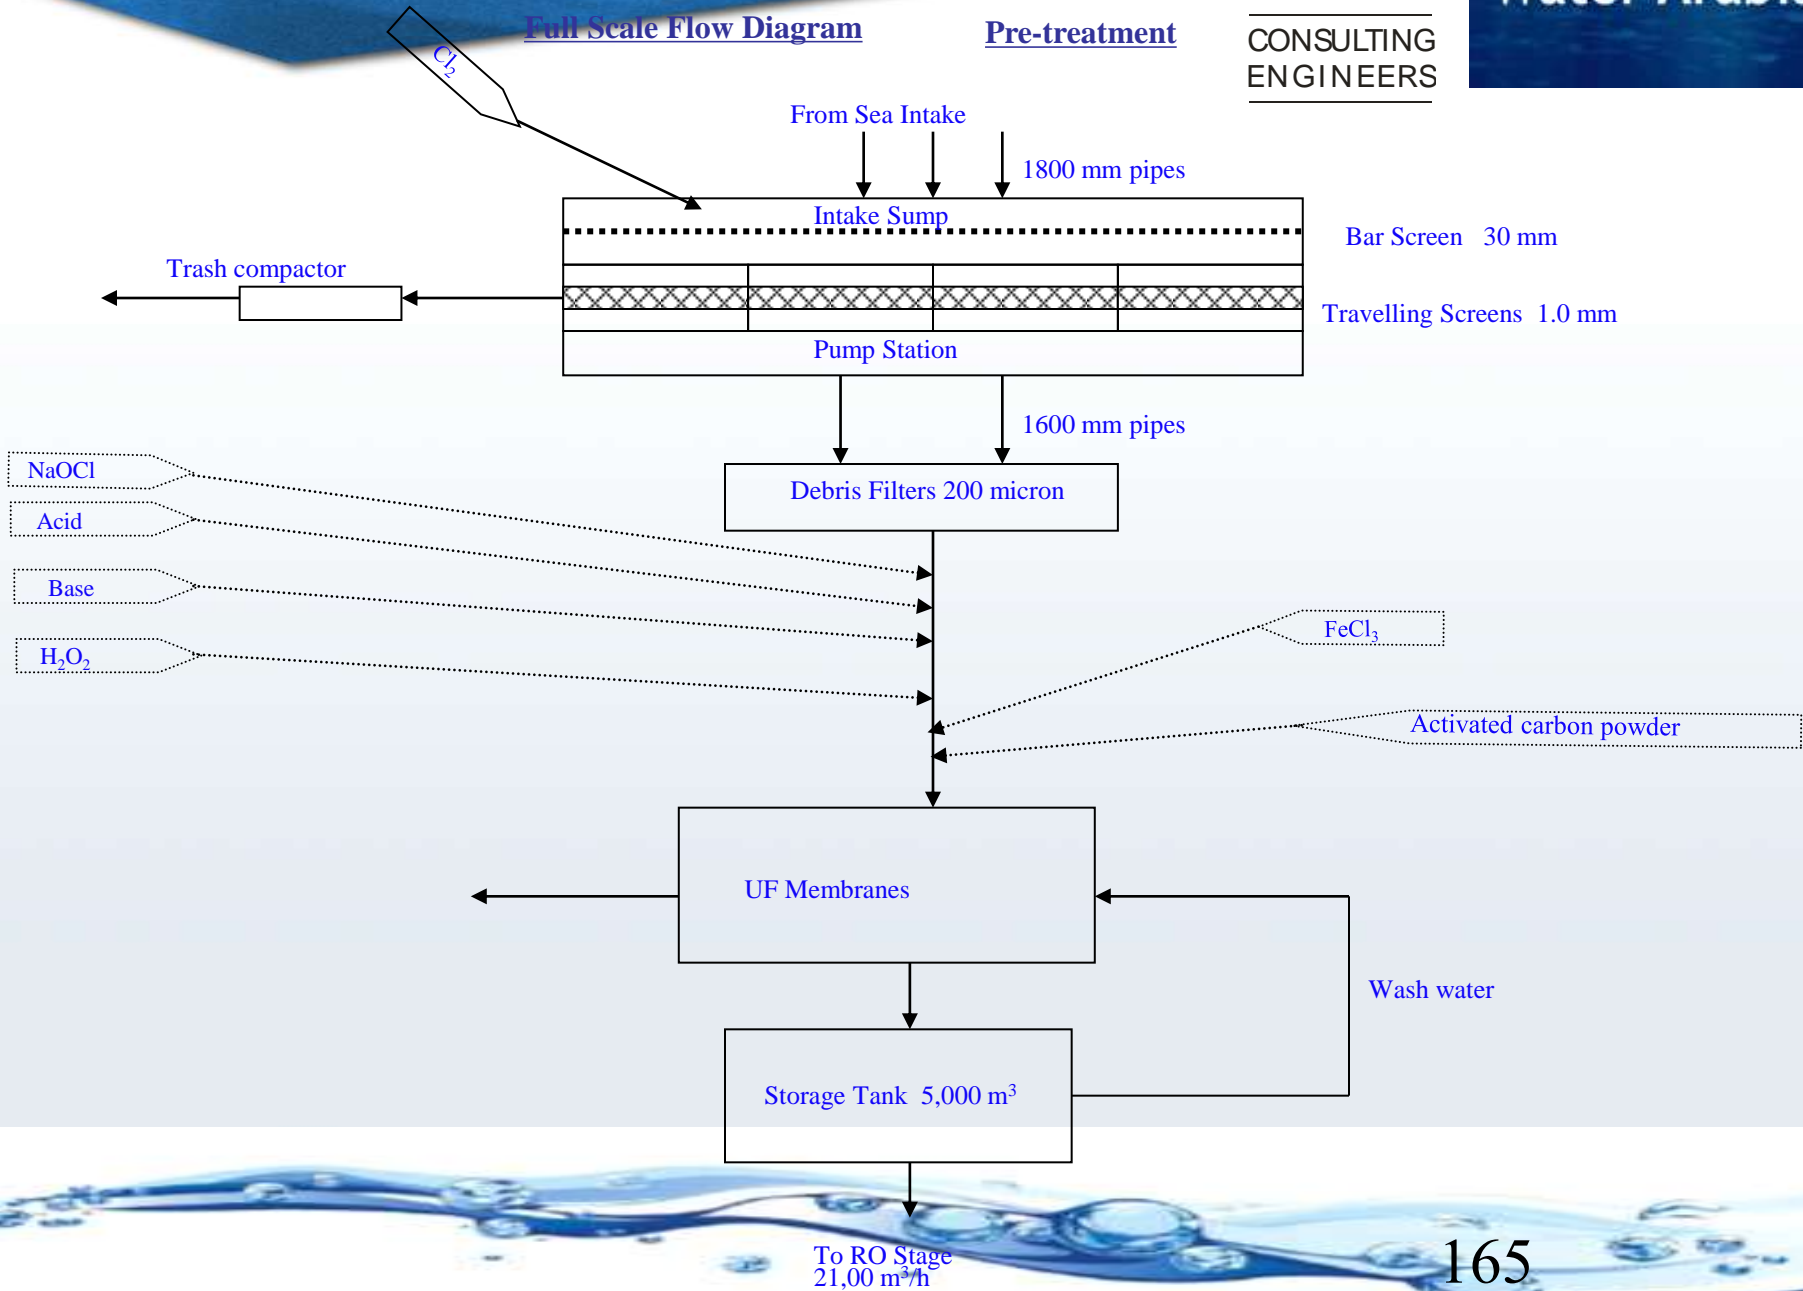 Full Scale Flow Diagram
Pre-treatment
CONSULTING
ENGINEERS
Cl₂
From Sea Intake
1800 mm pipes
Intake Sump
Bar Screen 30 mm
Trash compactor
Travelling Screens 1.0 mm
Pump Station
1600 mm pipes
NaOCl
Debris Filters 200 micron
Acid
Base
FeCl₃
H₂O₂
Activated carbon powder
UF Membranes
Wash water
Storage Tank 5,000 m³
To RO Stage
21,00 m³/h
165